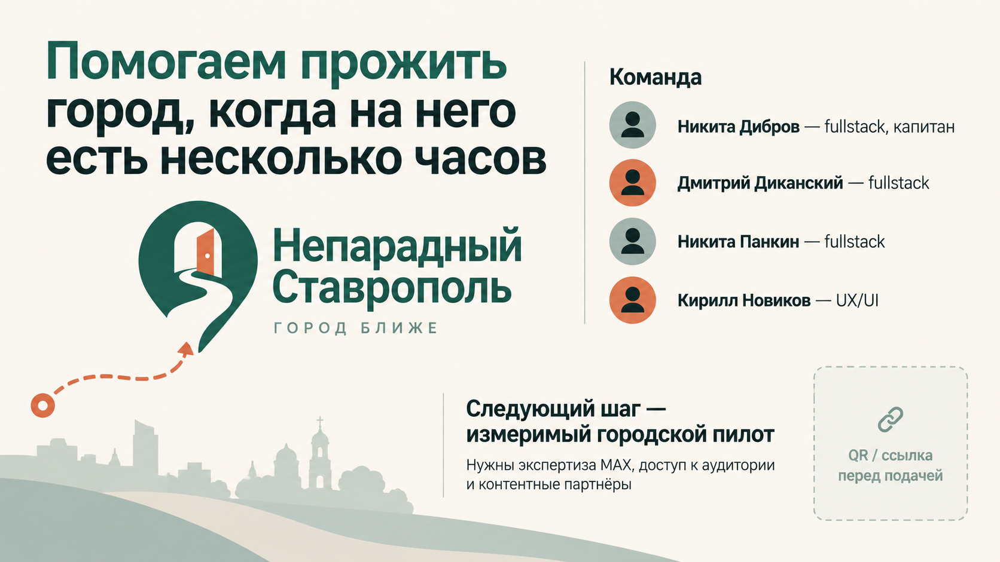 Помогаем прожить
город, когда на него
есть несколько часов
Непарадный
Ставрополь
ГОРОД БЛИЖЕ
Команда
Никита Дибров — fullstack, капитан
Дмитрий Диканский — fullstack
Никита Панкин — fullstack
Кирилл Новиков — UX/UI
Следующий шаг —
измеримый городской пилот
Нужны экспертиза MAX, доступ к аудитории
и контентные партнёры
QR / ссылка
перед подачей